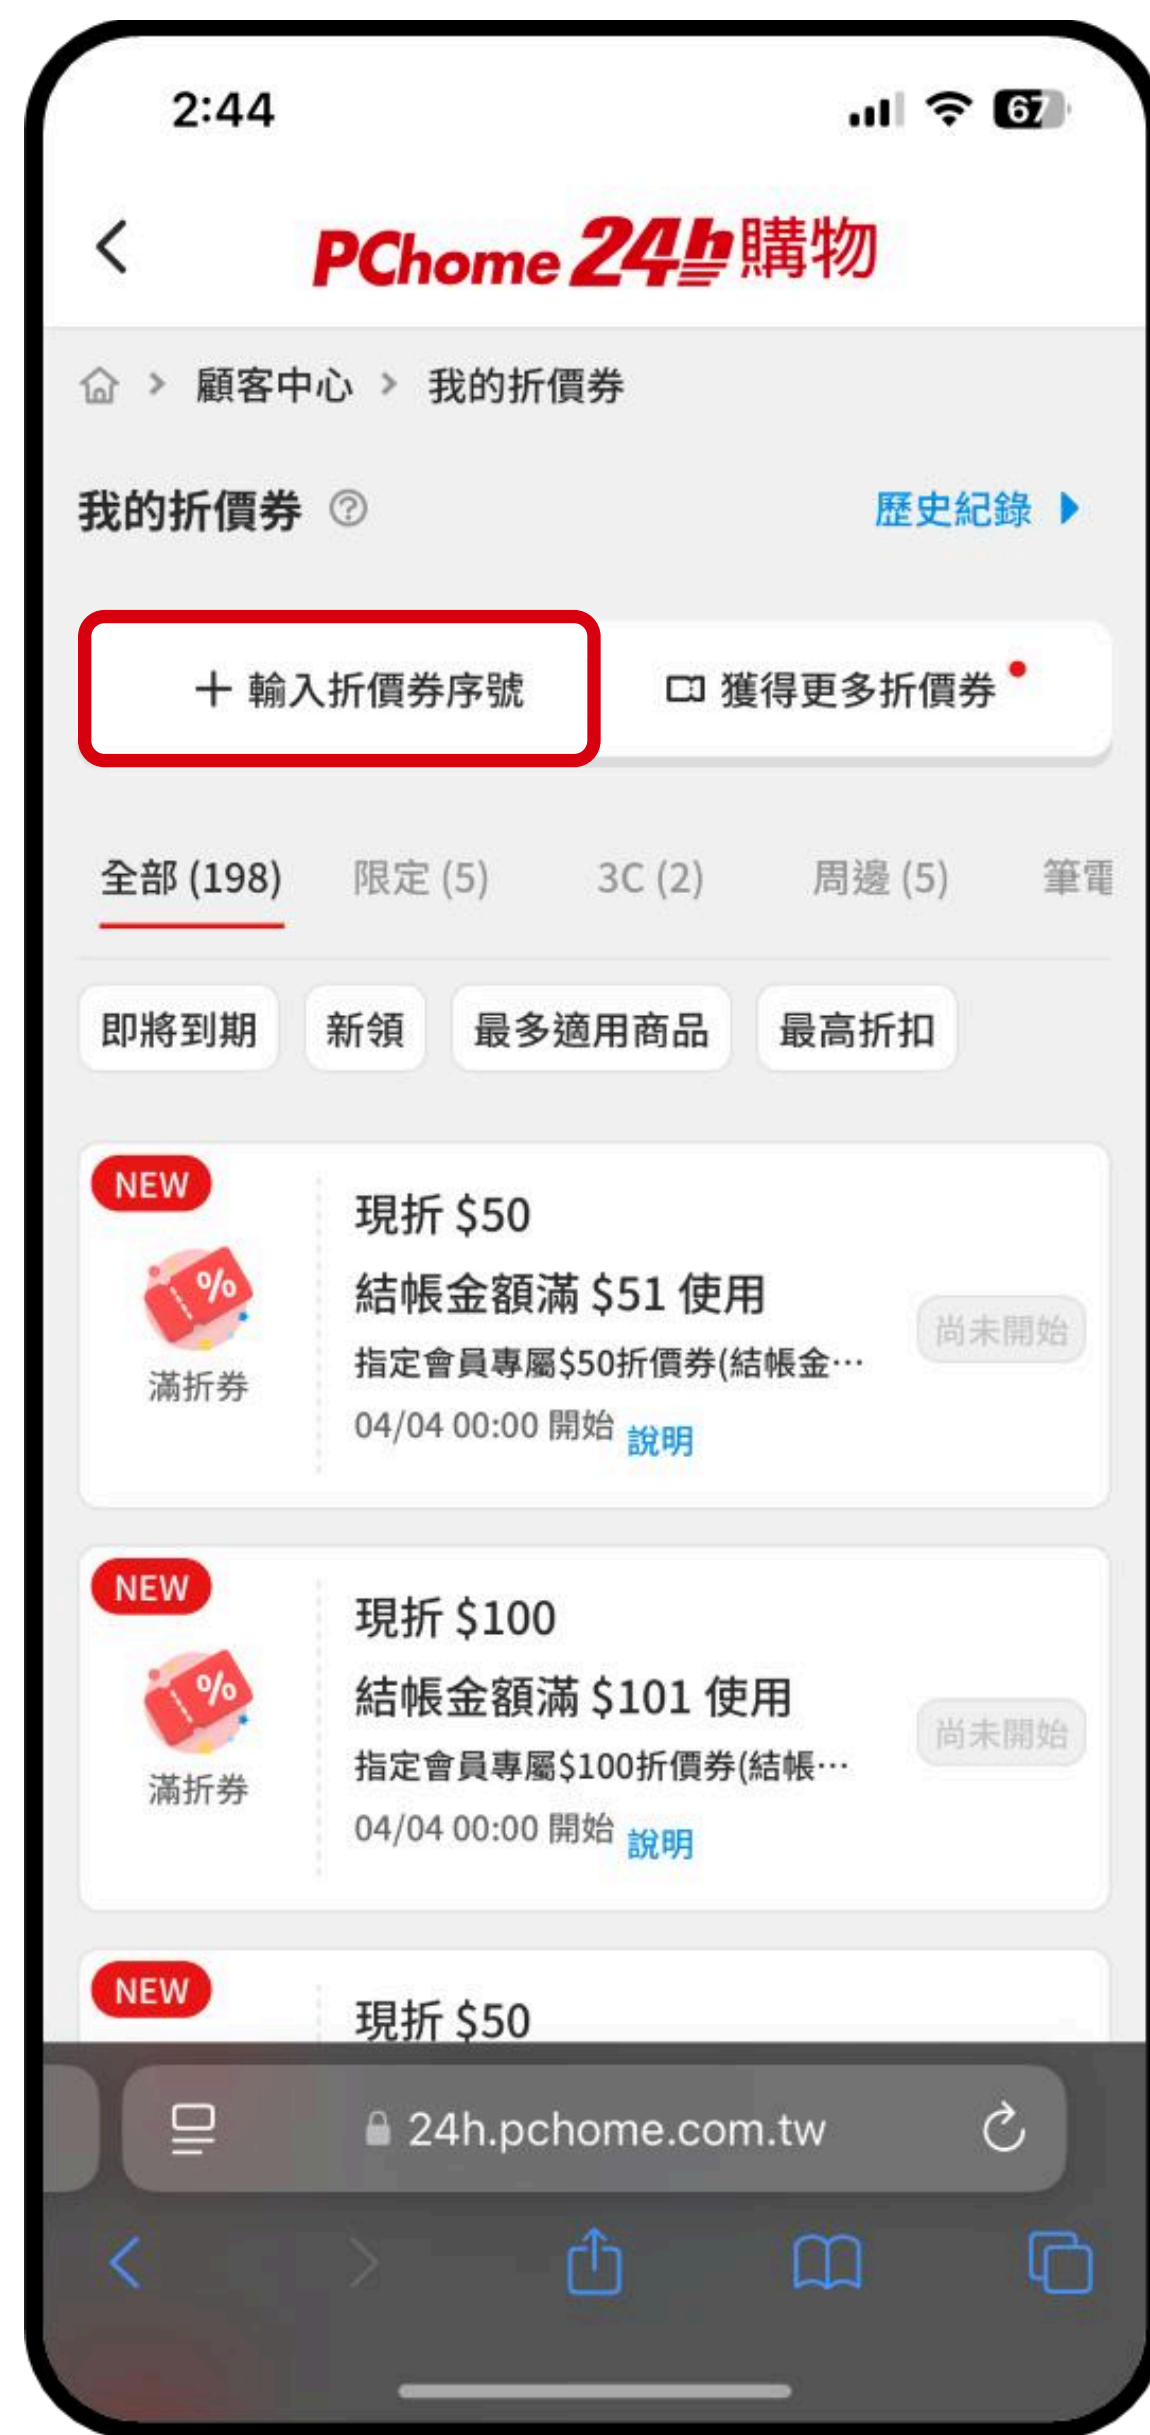 2:44
67
PChome 24h購物
顧客中心 > 我的折價券
我的折價券 ?
歷史紀錄
+ 輸入折價券序號
獲得更多折價券
全部 (198) 限定 (5) 3C (2) 周邊 (5) 筆電
即將到期 新領 最多適用商品 最高折扣
NEW
現折 $50
結帳金額滿 $51 使用
指定會員專屬$50折價券(結帳金…
04/04 00:00 開始 說明
滿折券
尚未開始
NEW
現折 $100
結帳金額滿 $101 使用
指定會員專屬$100折價券(結帳…
04/04 00:00 開始 說明
滿折券
尚未開始
NEW
現折 $50
24h.pchome.com.tw